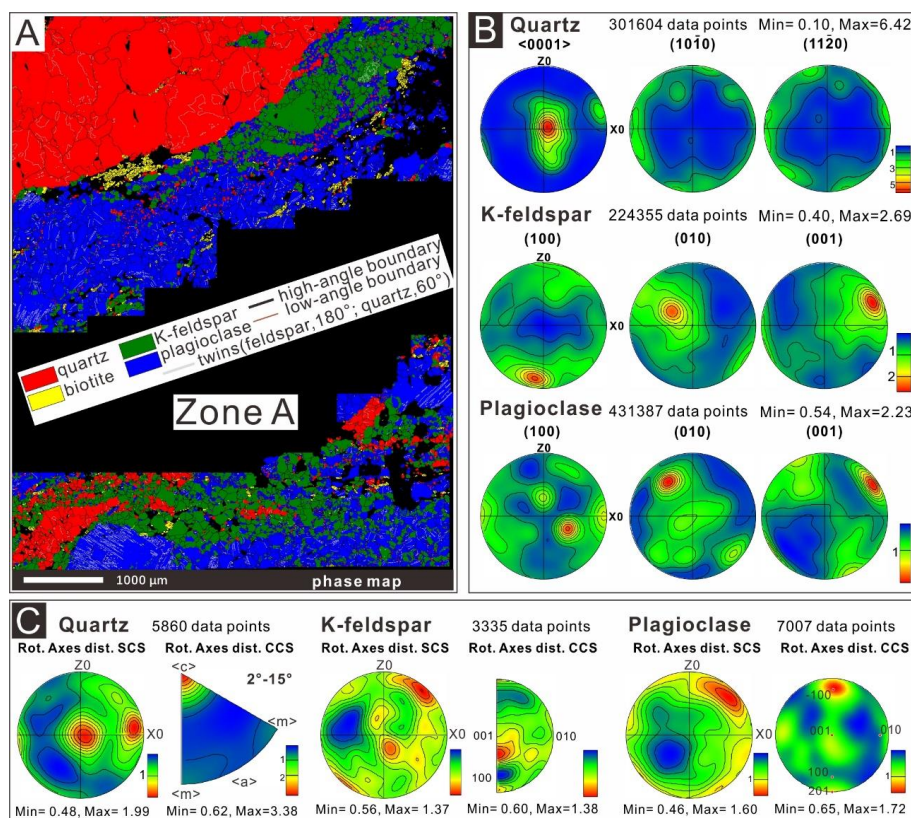 A
quartz
biotite
K-feldspar
plagioclase
high-angle boundary
low-angle boundary
twins(feldspar,180°; quartz,60°)
Zone A
1000 μm
phase map
B
Quartz 301604 data points Min= 0.10, Max=6.42
<0001> (10-10) (11-20)
Z0
X0
1
3
5
K-feldspar 224355 data points Min= 0.40, Max=2.69
(100) (010) (001)
Z0
X0
1
2
Plagioclase 431387 data points Min= 0.54, Max=2.23
(100) (010) (001)
Z0
X0
1
C
Quartz 5860 data points K-feldspar 3335 data points Plagioclase 7007 data points
Rot. Axes dist. SCS Rot. Axes dist. CCS Rot. Axes dist. SCS Rot. Axes dist. CCS Rot. Axes dist. SCS Rot. Axes dist. CCS
Z0 <c> 2°-15° Z0 Z0 -100
X0 <m> X0 001 010 X0 001 010
1 <a> 1 2 1 100 1 1 100 1
<m> 201
Min= 0.48, Max= 1.99 Min= 0.62, Max=3.38 Min= 0.56, Max= 1.37 Min= 0.60, Max=1.38 Min= 0.46, Max= 1.60 Min= 0.65, Max=1.72